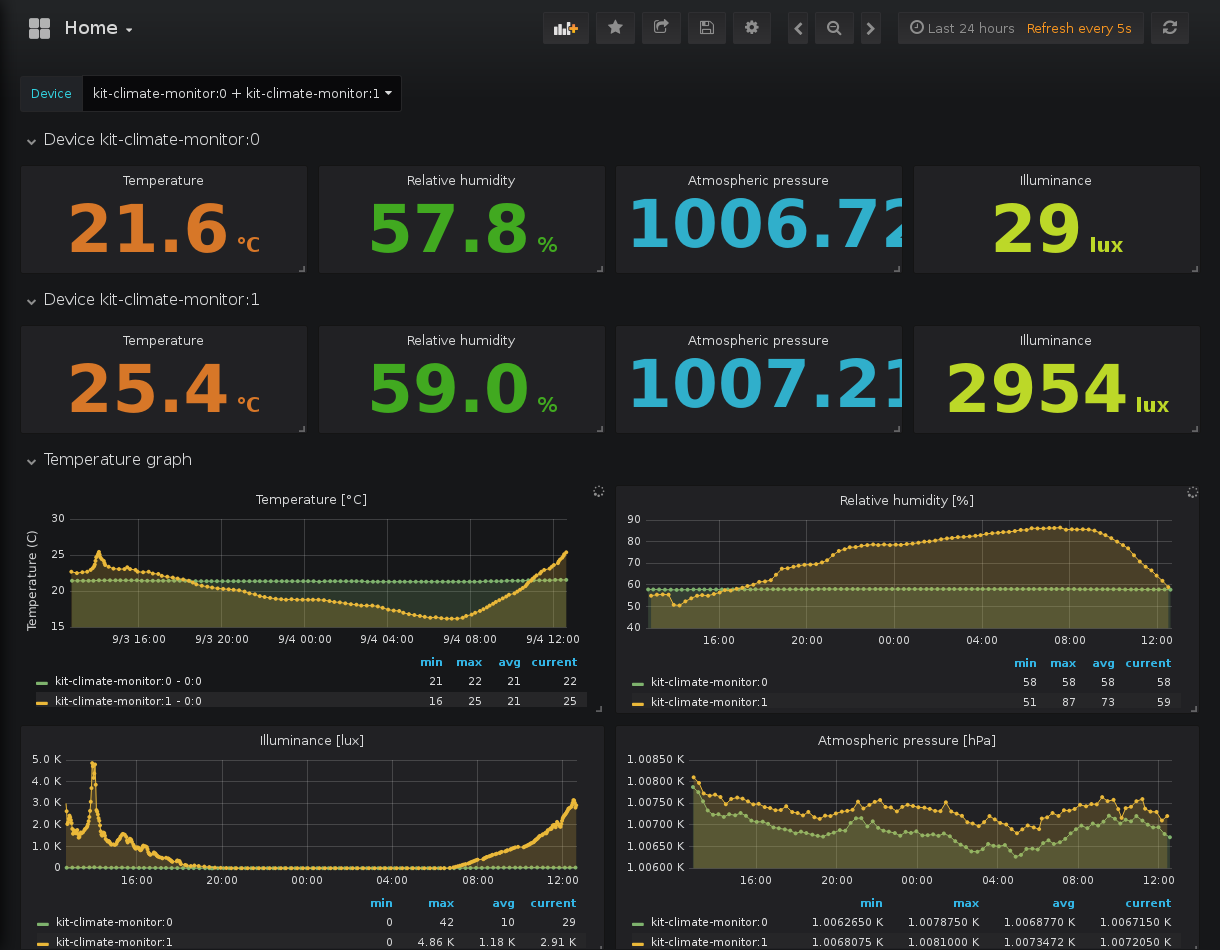 Home
Last 24 hours Refresh every 5s
Device kit-climate-monitor:0 + kit-climate-monitor:1
Device kit-climate-monitor:0
Temperature Relative humidity Atmospheric pressure Illuminance
21.6 °C 57.8 % 1006.72 29 lux
Device kit-climate-monitor:1
Temperature Relative humidity Atmospheric pressure Illuminance
25.4 °C 59.0 % 1007.21 2954 lux
Temperature graph
Temperature [°C]
Temperature (C)
30
25
20
15
9/3 16:00 9/3 20:00 9/4 00:00 9/4 04:00 9/4 08:00 9/4 12:00
min max avg current
kit-climate-monitor:0 - 0:0 21 22 21 22
kit-climate-monitor:1 - 0:0 16 25 21 25
Relative humidity [%]
90
80
70
60
50
40
16:00 20:00 00:00 04:00 08:00 12:00
min max avg current
kit-climate-monitor:0 58 58 58 58
kit-climate-monitor:1 51 87 73 59
Illuminance [lux]
5.0 K
4.0 K
3.0 K
2.0 K
1.0 K
0
16:00 20:00 00:00 04:00 08:00 12:00
min max avg current
kit-climate-monitor:0 0 42 10 29
kit-climate-monitor:1 0 4.86 K 1.18 K 2.91 K
Atmospheric pressure [hPa]
1.00850 K
1.00800 K
1.00750 K
1.00700 K
1.00650 K
1.00600 K
16:00 20:00 00:00 04:00 08:00 12:00
min max avg current
kit-climate-monitor:0 1.0062650 K 1.0078750 K 1.0068770 K 1.0067150 K
kit-climate-monitor:1 1.0068075 K 1.0081000 K 1.0073472 K 1.0072050 K